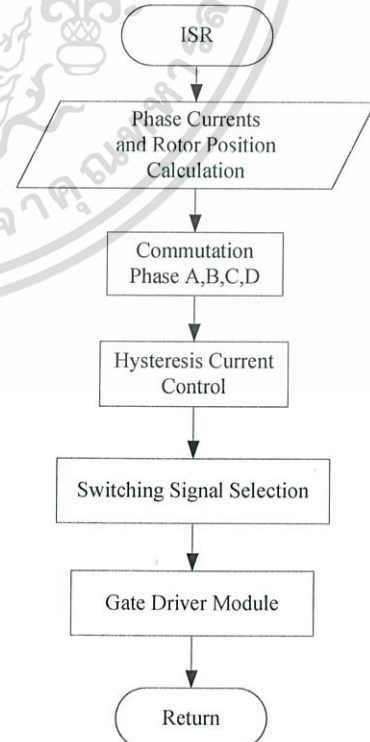 ISR
Phase Currents
and Rotor Position
Calculation
Commutation
Phase A,B,C,D
Hysteresis Current
Control
Switching Signal Selection
Gate Driver Module
Return